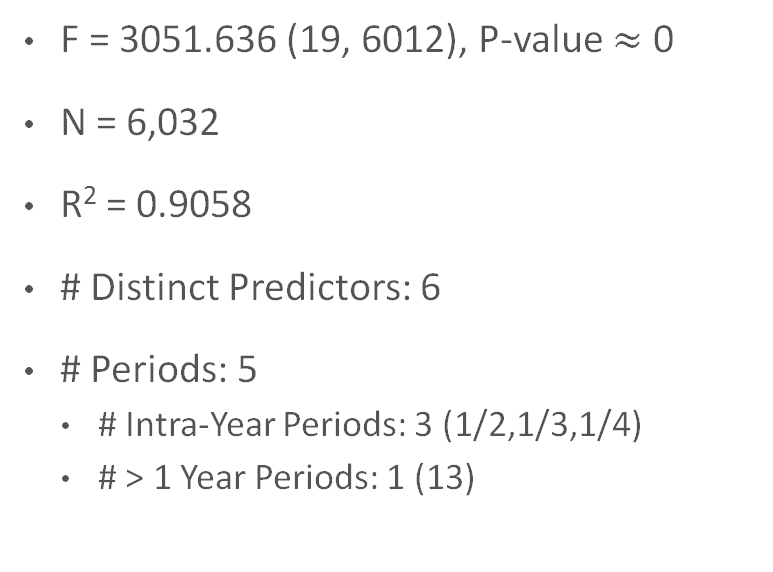 • F = 3051.636 (19, 6012), P-value ≈ 0
• N = 6,032
• R² = 0.9058
• # Distinct Predictors: 6
• # Periods: 5
• # Intra-Year Periods: 3 (1/2,1/3,1/4)
• # > 1 Year Periods: 1 (13)